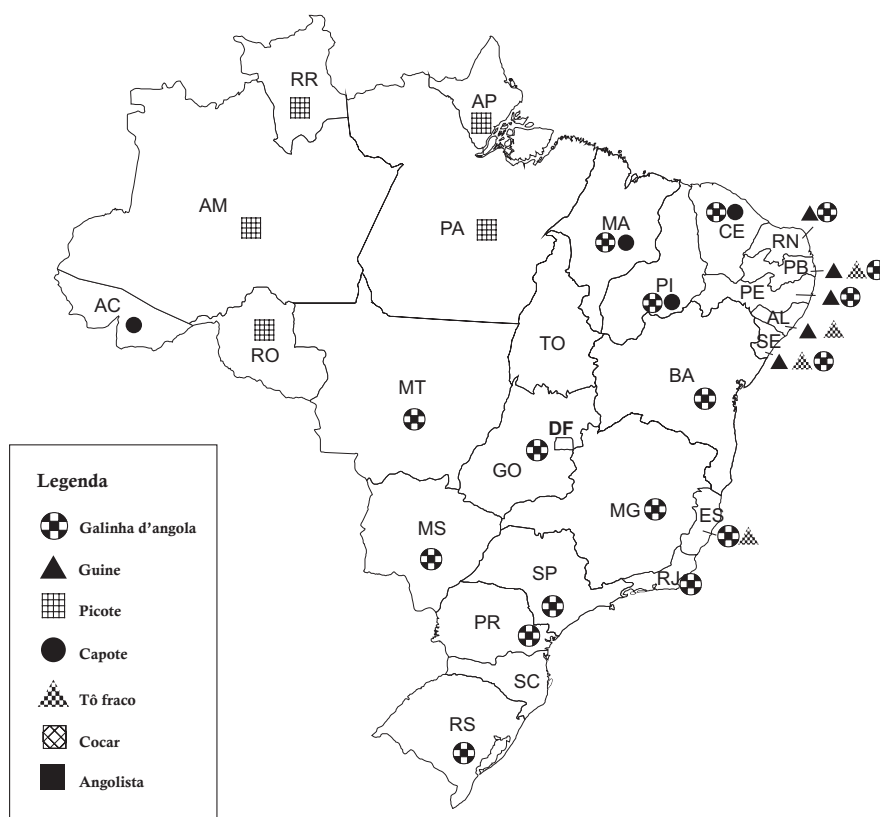 RR
AP
AM
PA
MA
CE
RN
PB
PI
PE
AC
AL
SE
RO
TO
MT
BA
DF
GO
MG
ES
MS
SP
RJ
PR
SC
RS
Legenda
Galinha d'angola
Guine
Picote
Capote
Tô fraco
Cocar
Angolista